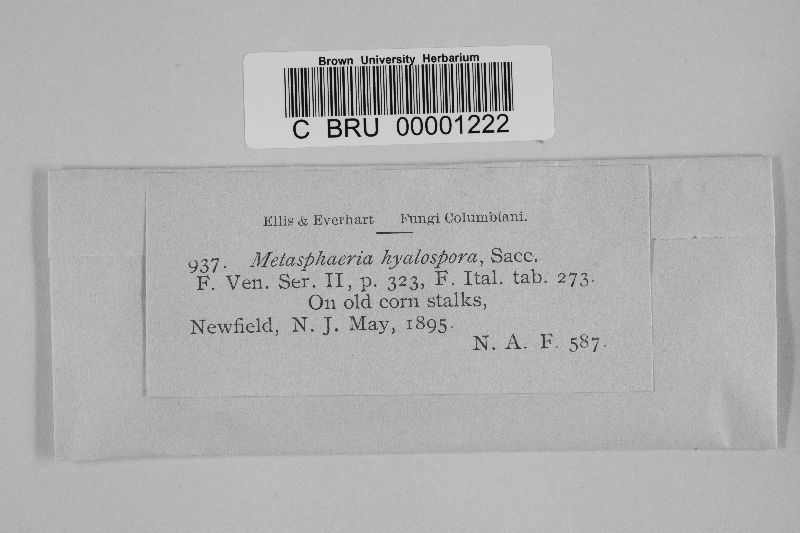 Brown University Herbarium
C BRU 00001222
Ellis & Everhart Fungi Columbiani.
937. Metasphaeria hyalospora, Sacc.
F. Ven. Ser. II, p. 323, F. Ital. tab. 273.
On old corn stalks,
Newfield, N. J. May, 1895.
N. A. F. 587.